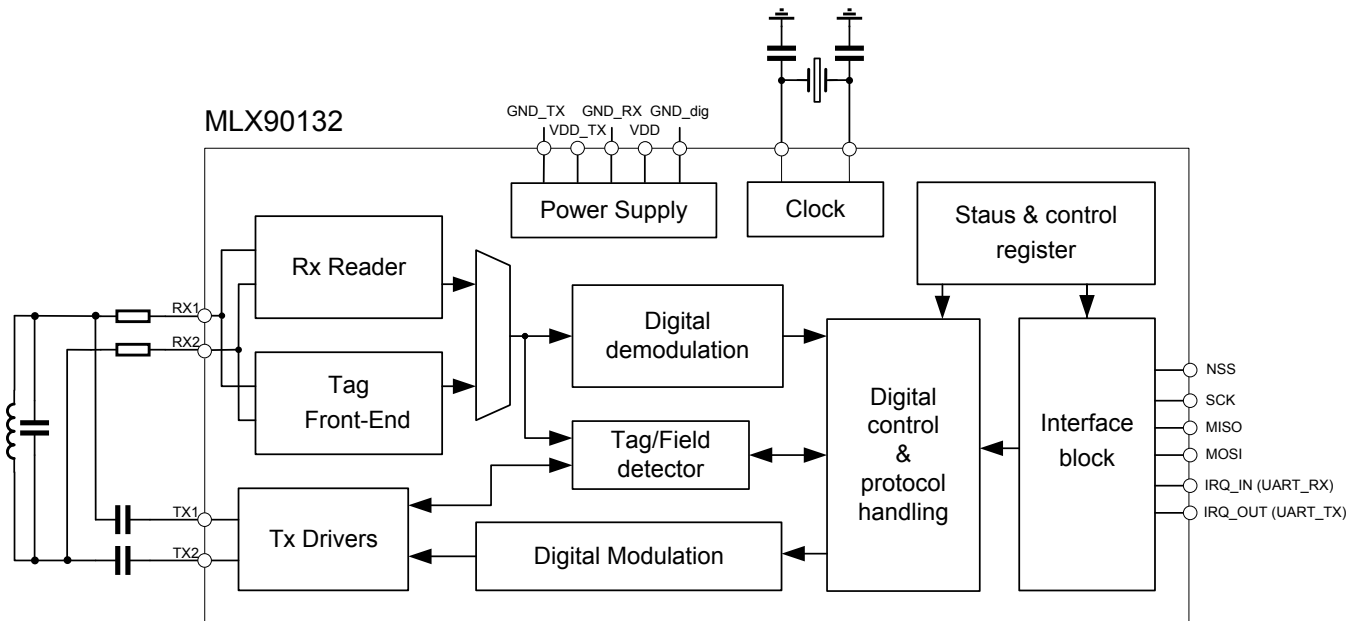 MLX90132
GND_TX
GND_RX
GND_dig
VDD_TX
VDD
Power Supply
Clock
Staus & control
register
Rx Reader
Tag
Front-End
Digital
demodulation
Tag/Field
detector
Tx Drivers
Digital Modulation
Digital
control
&
protocol
handling
Interface
block
RX1
RX2
TX1
TX2
NSS
SCK
MISO
MOSI
IRQ_IN (UART_RX)
IRQ_OUT (UART_TX)